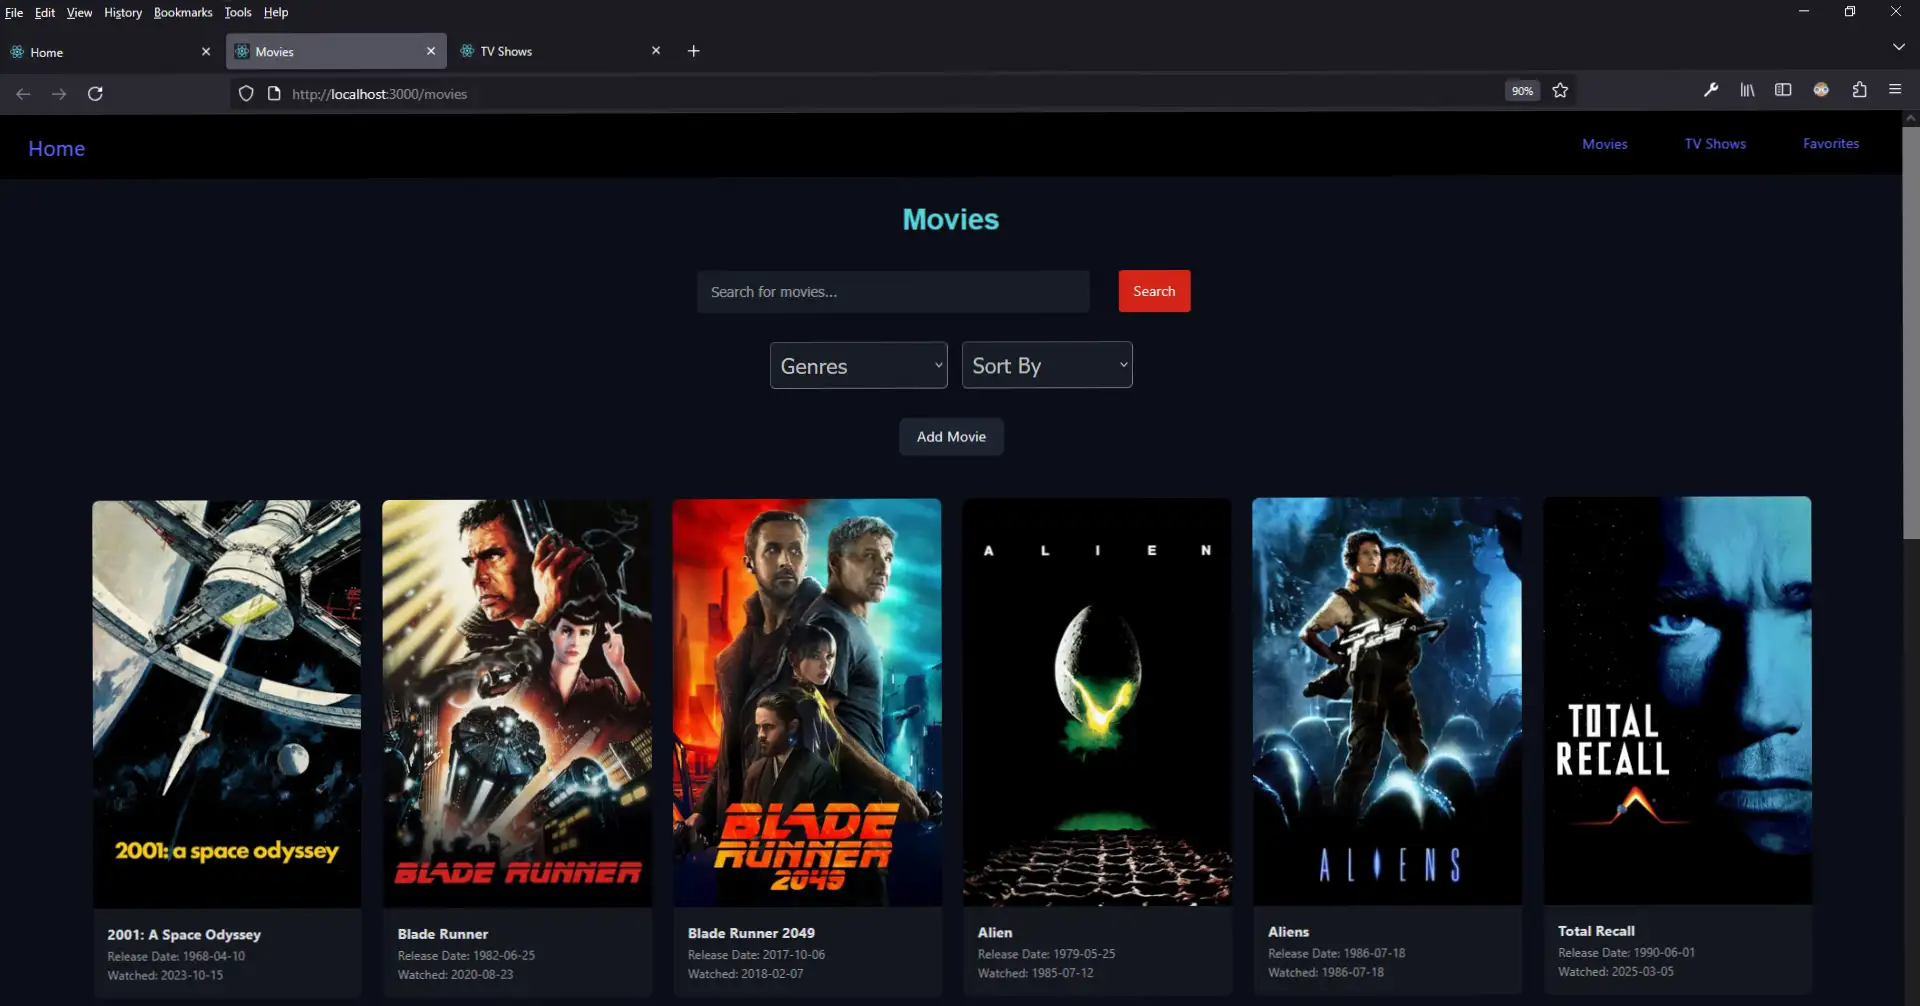 File Edit View History Bookmarks Tools Help
Home Movies TV Shows
http://localhost:3000/movies 90%
Home Movies TV Shows Favorites
Movies
Search for movies... Search
Genres Sort By
Add Movie
2001: a space odyssey
BLADE RUNNER
BLADE
RUNNER
2049
ALIEN
ALIENS
TOTAL
RECALL
2001: A Space Odyssey
Release Date: 1968-04-10
Watched: 2023-10-15
Blade Runner
Release Date: 1982-06-25
Watched: 2020-08-23
Blade Runner 2049
Release Date: 2017-10-06
Watched: 2018-02-07
Alien
Release Date: 1979-05-25
Watched: 1985-07-12
Aliens
Release Date: 1986-07-18
Watched: 1986-07-18
Total Recall
Release Date: 1990-06-01
Watched: 2025-03-05